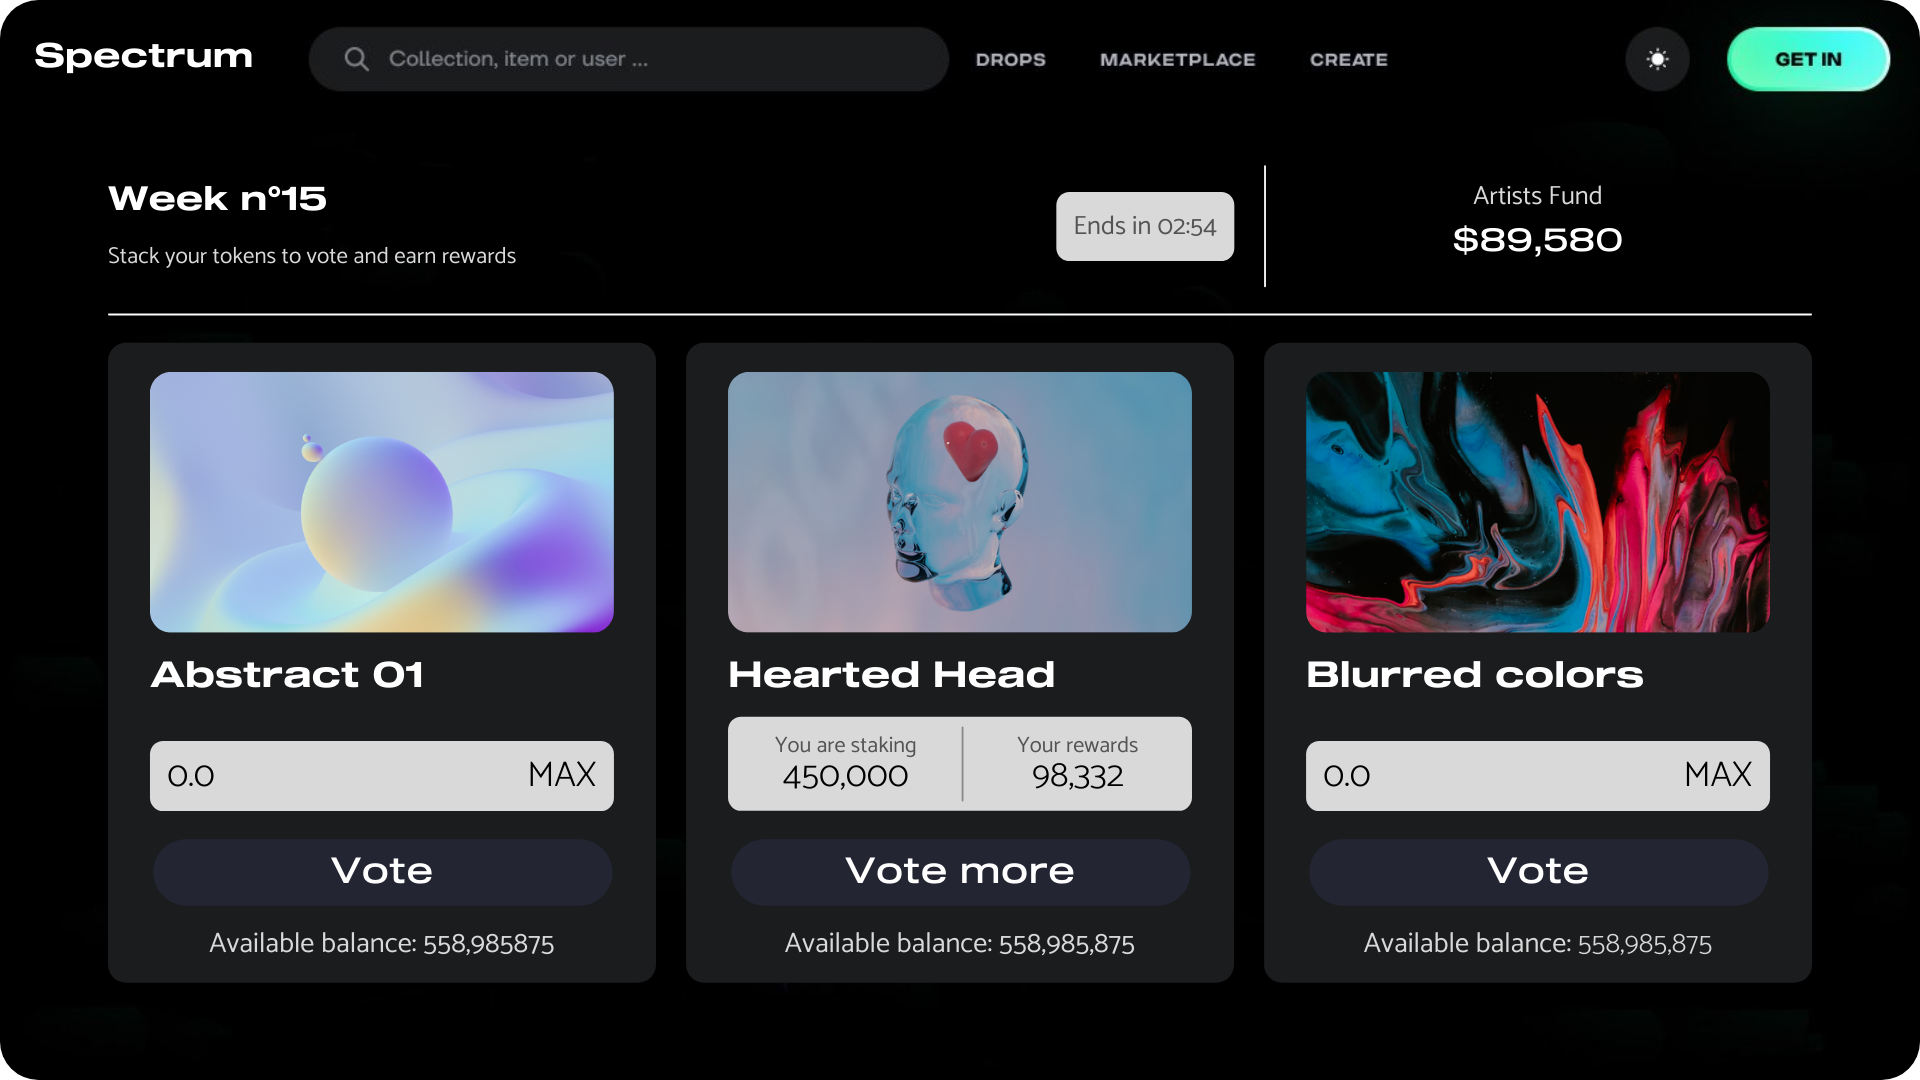 Spectrum
Collection, item or user ...
DROPS
MARKETPLACE
CREATE
GET IN
Week n°15
Stack your tokens to vote and earn rewards
Ends in 02:54
Artists Fund
$89,580
Abstract 01
0.0 MAX
Vote
Available balance: 558,985875
Hearted Head
You are staking
450,000
Your rewards
98,332
Vote more
Available balance: 558,985,875
Blurred colors
0.0 MAX
Vote
Available balance: 558,985,875